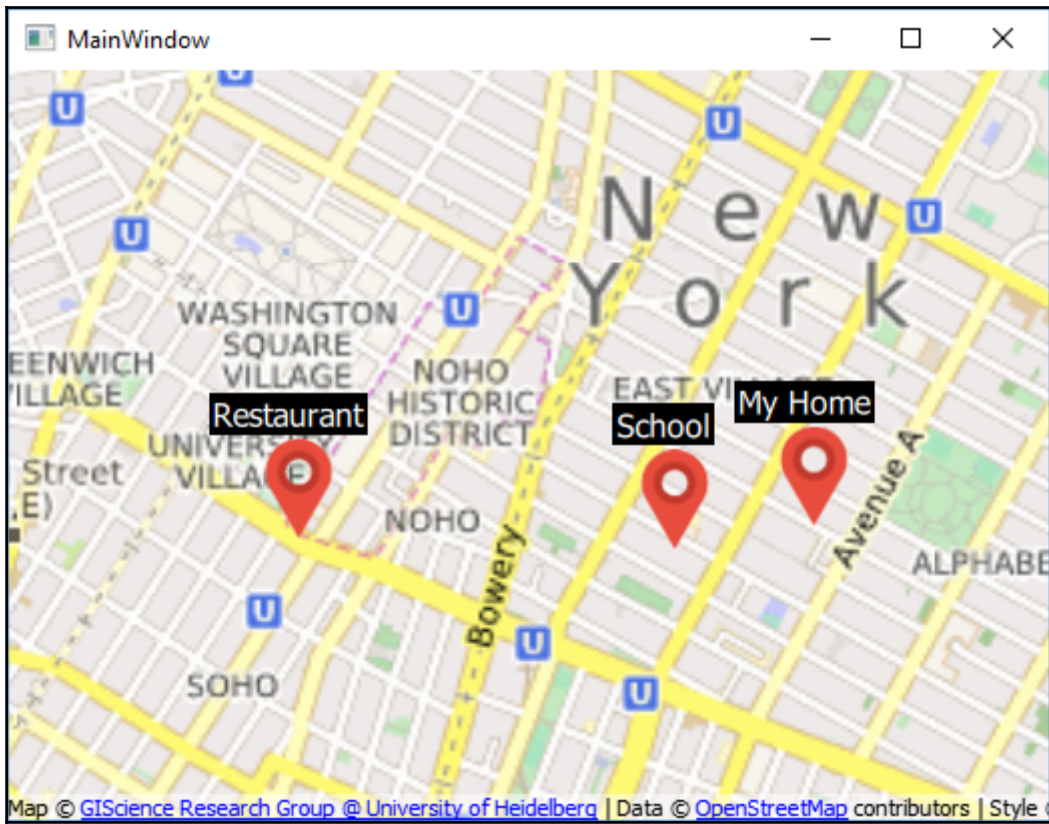 MainWindow
U
U
U
New
York
U
U
U
WASHINGTON
SQUARE
VILLAGE
EENWICH
VILLAGE
NOHO
HISTORIC
DISTRICT
EAST VILLAGE
My Home
Restaurant
School
UNIVERSITY
VILLAGE
Street
E)
NOHO
Avenue A
ALPHABE
Bowery
U
U
U
SOHO
Map © GIScience Research Group @ University of Heidelberg | Data © OpenStreetMap contributors | Style